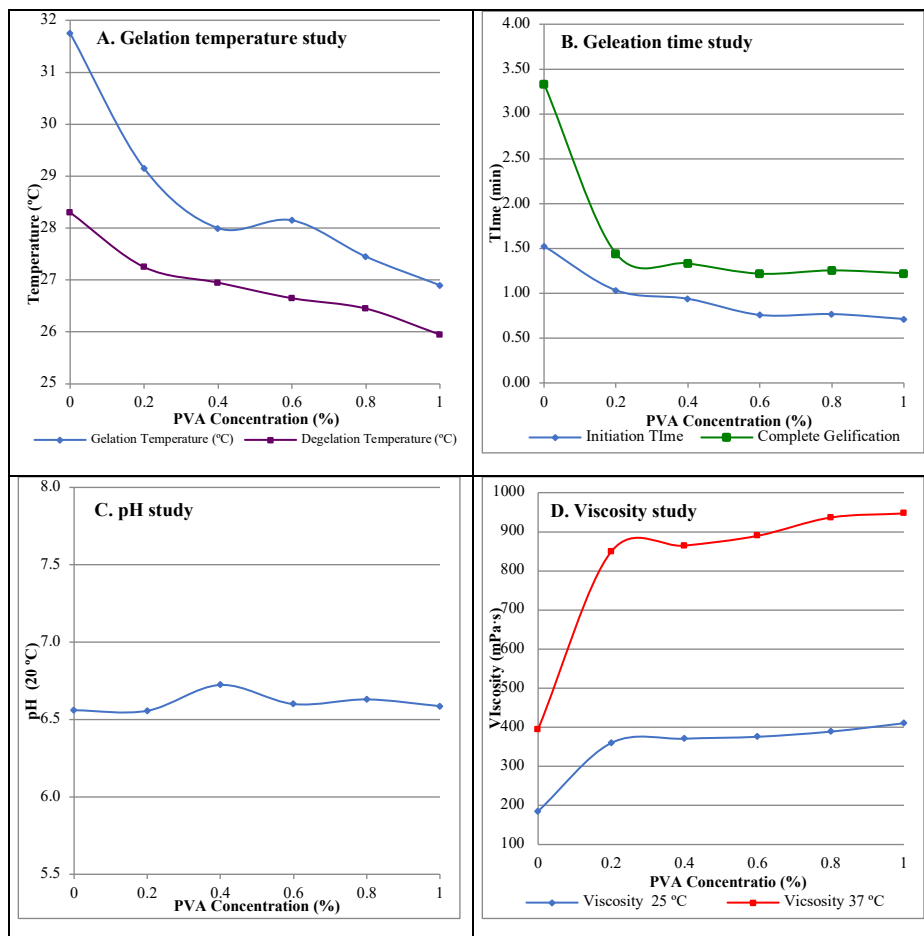 A. Gelation temperature study
32
31
30
29
28
27
26
25
Temperature (ºC)
0 0.2 0.4 0.6 0.8 1
PVA Concentration (%)
Gelation Temperature (ºC) Degelation Temperature (ºC)
B. Geleation time study
4.00
3.50
3.00
2.50
2.00
1.50
1.00
0.50
0.00
TIme (min)
0 0.2 0.4 0.6 0.8 1
PVA Concentration (%)
Initiation TIme Complete Gelification
C. pH study
8.0
7.5
7.0
6.5
6.0
5.5
pH (20 ºC)
0 0.2 0.4 0.6 0.8 1
PVA Concentration (%)
D. Viscosity study
1000
900
800
700
600
500
400
300
200
100
VIscosity (mPa·s)
0 0.2 0.4 0.6 0.8 1
PVA Concentratio (%)
Viscosity 25 ºC Vicsosity 37 ºC